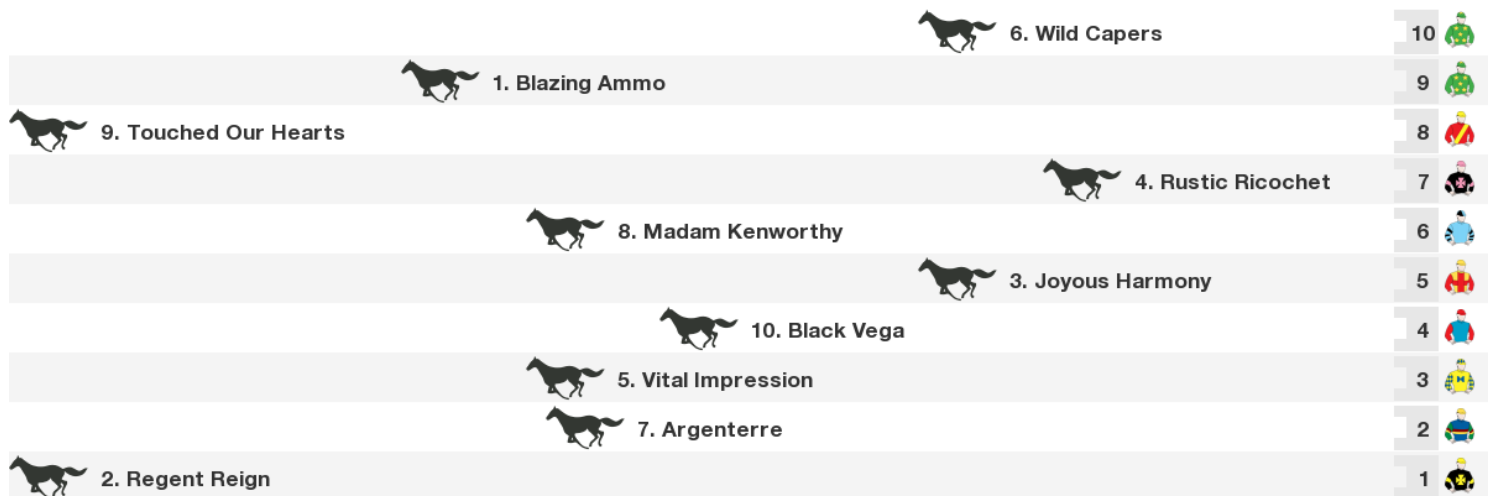 6. Wild Capers 10
1. Blazing Ammo 9
9. Touched Our Hearts 8
4. Rustic Ricochet 7
8. Madam Kenworthy 6
3. Joyous Harmony 5
10. Black Vega 4
5. Vital Impression 3
7. Argenterre 2
2. Regent Reign 1